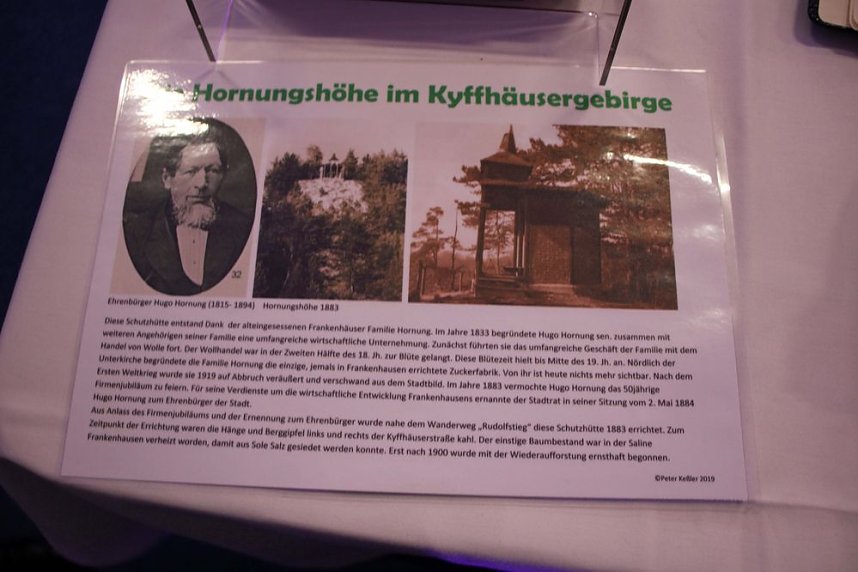 Hornungshöhe im Kyffhäusergebirge
32
Ehrenbürger Hugo Hornung (1815- 1894) Hornungshöhe 1883
Diese Schutzhütte entstand Dank der alteingesessenen Frankenhäuser Familie Hornung. Im Jahre 1833 begründete Hugo Hornung sen. zusammen mit
weiteren Angehörigen seiner Familie eine umfangreiche wirtschaftliche Unternehmung. Zunächst führten sie das umfangreiche Geschäft der Familie mit dem
Handel von Wolle fort. Der Wollhandel war in der Zweiten Hälfte des 18. Jh. zur Blüte gelangt. Diese Blütezeit hielt bis Mitte des 19. Jh. an. Nördlich der
Unterkirche begründete die Familie Hornung die einzige, jemals in Frankenhausen errichtete Zuckerfabrik. Von ihr ist heute nichts mehr sichtbar. Nach dem
Ersten Weltkrieg wurde sie 1919 auf Abbruch veräußert und verschwand aus dem Stadtbild. Im Jahre 1883 vermochte Hugo Hornung das 50jährige
Firmenjubiläum zu feiern. Für seine Verdienste um die wirtschaftliche Entwicklung Frankenhausens ernannte der Stadtrat in seiner Sitzung vom 2. Mai 1884
Hugo Hornung zum Ehrenbürger der Stadt.
Aus Anlass des Firmenjubiläums und der Ernennung zum Ehrenbürger wurde nahe dem Wanderweg „Rudolfstieg" diese Schutzhütte 1883 errichtet. Zum
Zeitpunkt der Errichtung waren die Hänge und Berggipfel links und rechts der Kyffhäuserstraße kahl. Der einstige Baumbestand war in der Saline
Frankenhausen verheizt worden, damit aus Sole Salz gesiedet werden konnte. Erst nach 1900 wurde mit der Wiederaufforstung ernsthaft begonnen.
©Peter Keßler 2019